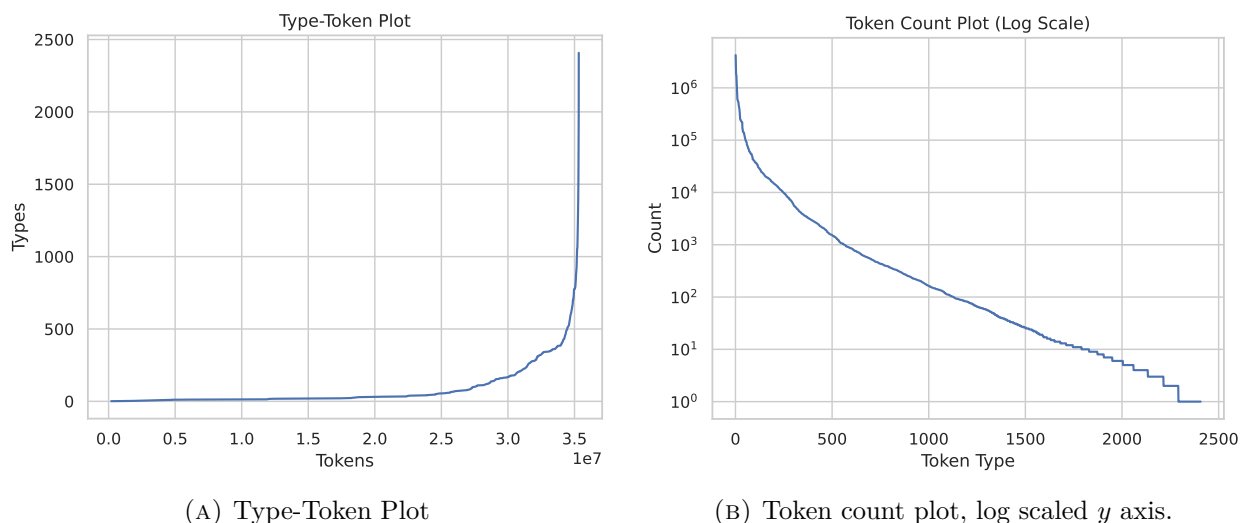 Type-Token Plot
2500
2000
1500
1000
500
0
Types
0.0 0.5 1.0 1.5 2.0 2.5 3.0 3.5
1e7
Tokens
(A) Type-Token Plot
Token Count Plot (Log Scale)
10^6
10^5
10^4
10^3
10^2
10^1
10^0
Count
0 500 1000 1500 2000 2500
Token Type
(B) Token count plot, log scaled y axis.